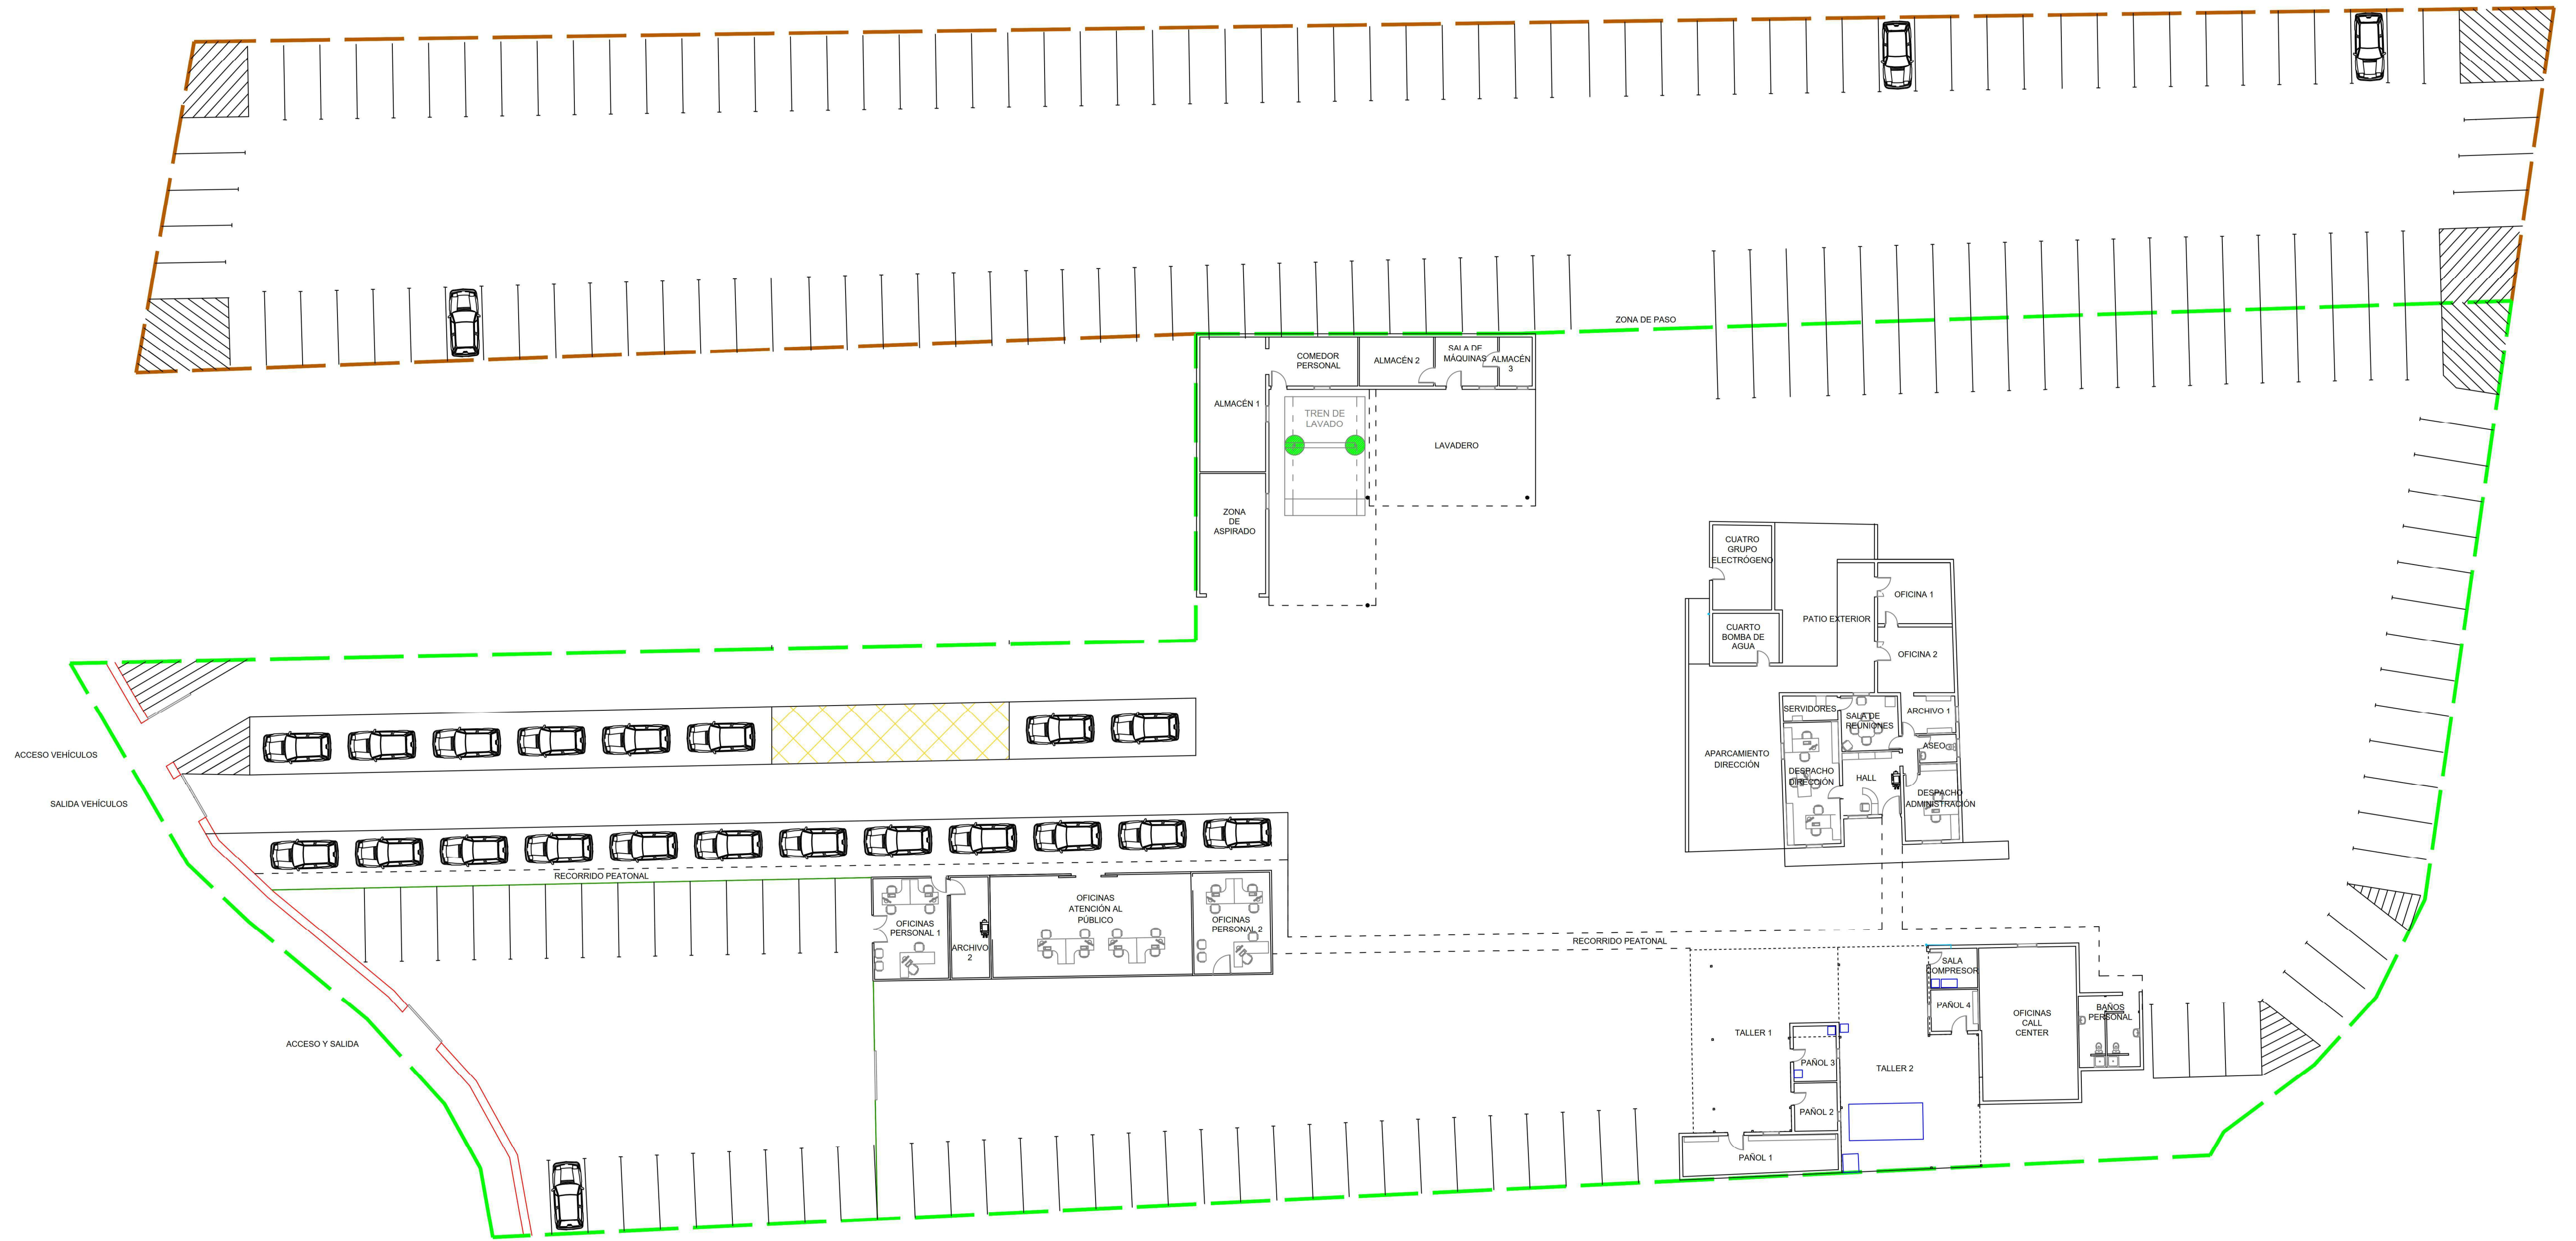 ZONA DE PASO
COMEDOR
PERSONAL
ALMACÉN 2
SALA DE
MÁQUINAS
ALMACÉN
3
ALMACÉN 1
TREN DE
LAVADO
LAVADERO
ZONA
DE
ASPIRADO
CUATRO
GRUPO
ELECTRÓGENO
OFICINA 1
PATIO EXTERIOR
CUARTO
BOMBA DE
AGUA
OFICINA 2
SERVIDORES
SALA DE
REUNIONES
ARCHIVO 1
ASEO
APARCAMIENTO
DIRECCIÓN
DESPACHO
DIRECCIÓN
HALL
DESPACHO
ADMINISTRACIÓN
ACCESO VEHÍCULOS
SALIDA VEHÍCULOS
RECORRIDO PEATONAL
OFICINAS
PERSONAL 1
ARCHIVO
2
OFICINAS
ATENCIÓN AL
PÚBLICO
OFICINAS
PERSONAL 2
RECORRIDO PEATONAL
ACCESO Y SALIDA
SALA
OMPRESOR
PAÑOL 4
OFICINAS
CALL
CENTER
BAÑOS
PERSONAL
TALLER 1
PAÑOL 3
TALLER 2
PAÑOL 2
PAÑOL 1